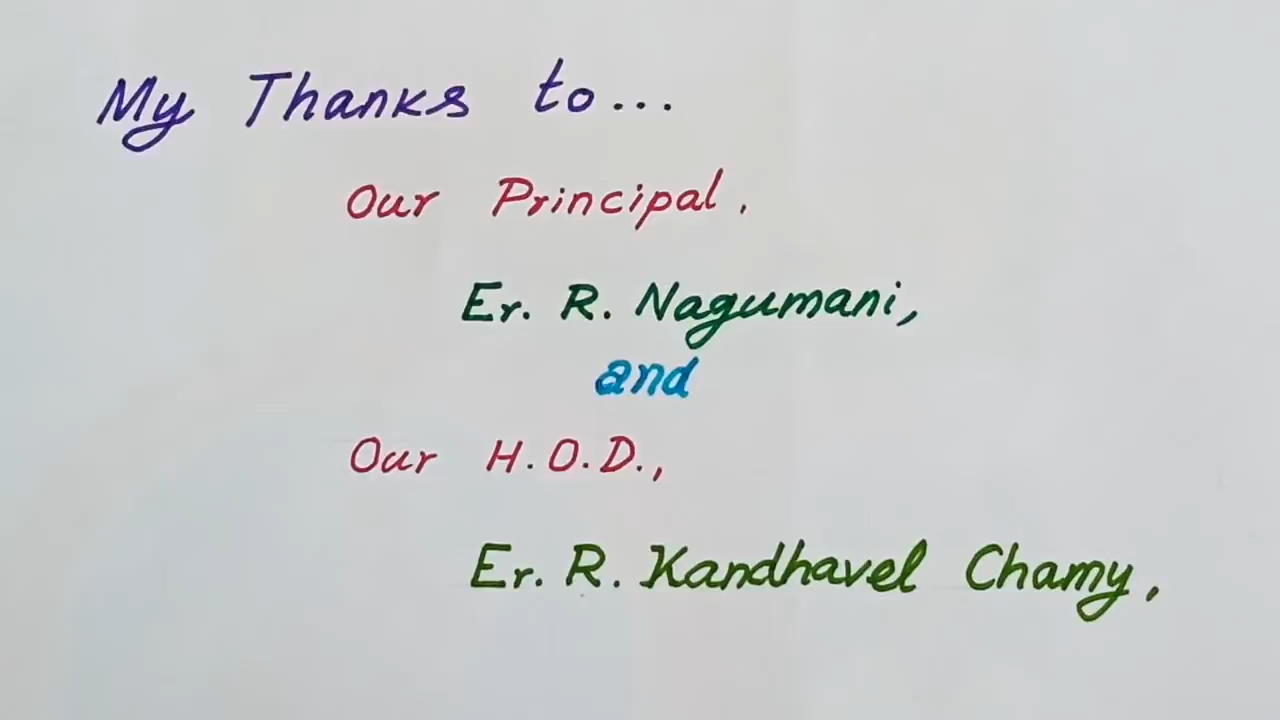 My Thanks to...
Our Principal.
Er. R. Nagumani,
and
Our H.O.D.,
Er. R. Kandhavel Chamy,